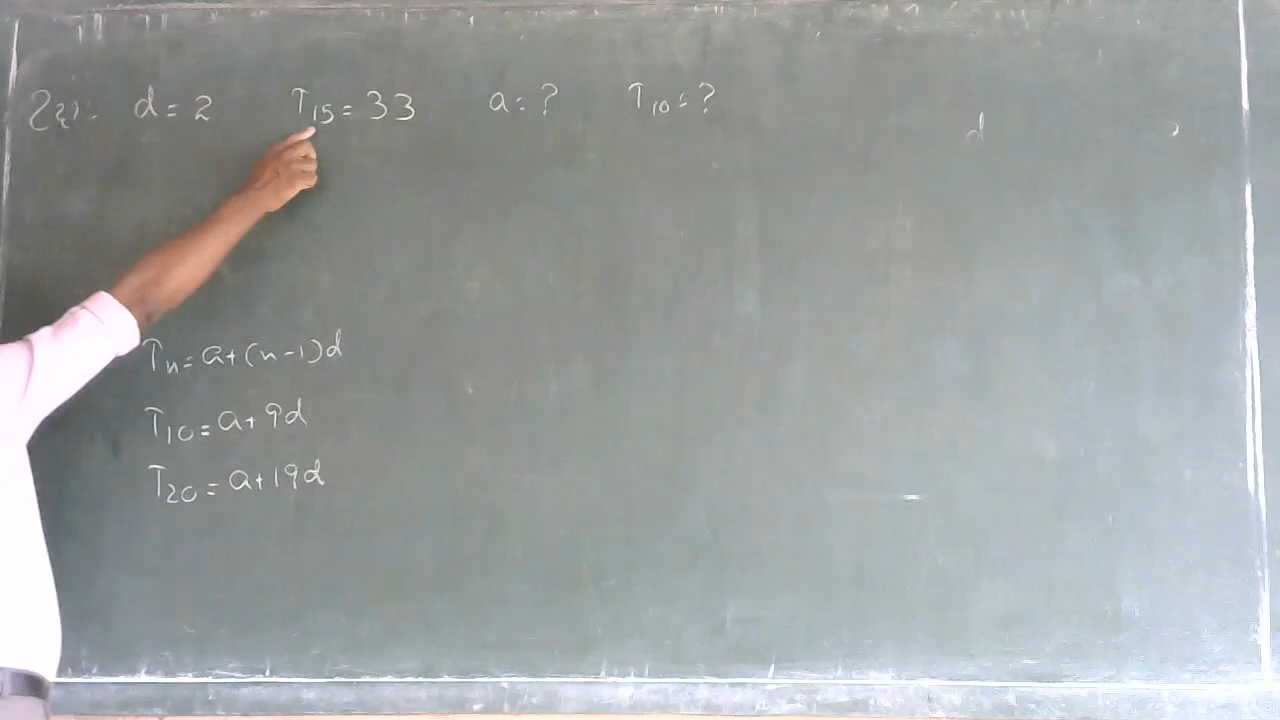 d = 2 T15 = 33 a = ? T10 = ?
d
Tn = a + (n - 1)d
T10 = a + 9d
T20 = a + 19d